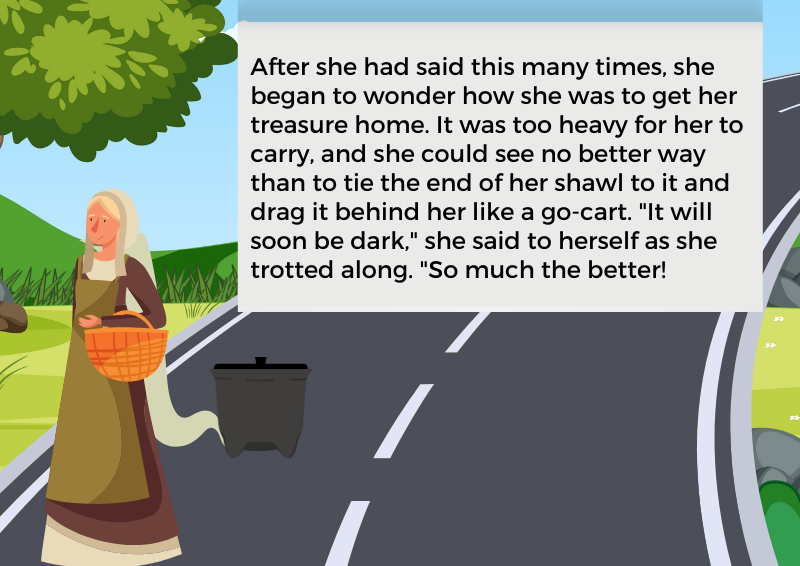 After she had said this many times, she
began to wonder how she was to get her
treasure home. It was too heavy for her to
carry, and she could see no better way
than to tie the end of her shawl to it and
drag it behind her like a go-cart. "It will
soon be dark," she said to herself as she
trotted along. "So much the better!